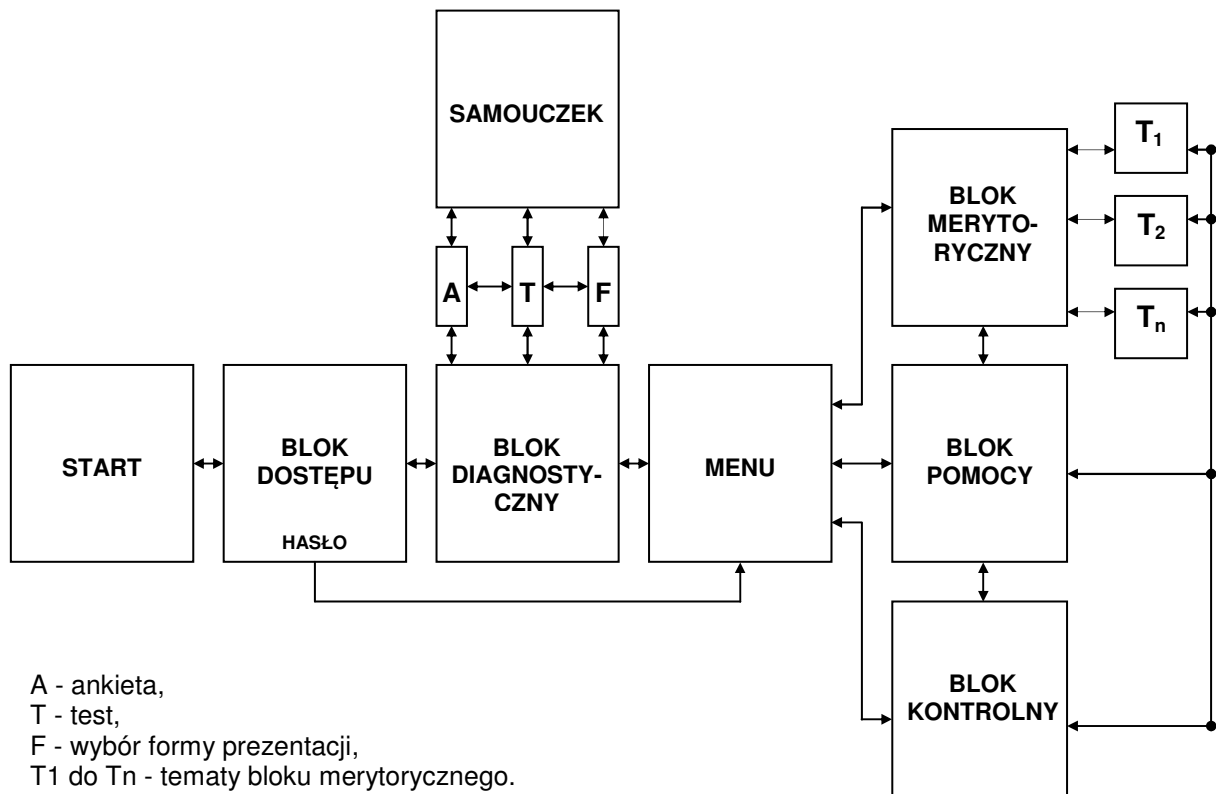 SAMOUCZEK
A
T
F
START
BLOK
DOSTĘPU
HASŁO
BLOK
DIAGNOSTY-
CZNY
MENU
BLOK
MERYTO-
RYCZNY
T1
T2
Tn
BLOK
POMOCY
BLOK
KONTROLNY
A - ankieta,
T - test,
F - wybór formy prezentacji,
T1 do Tn - tematy bloku merytorycznego.